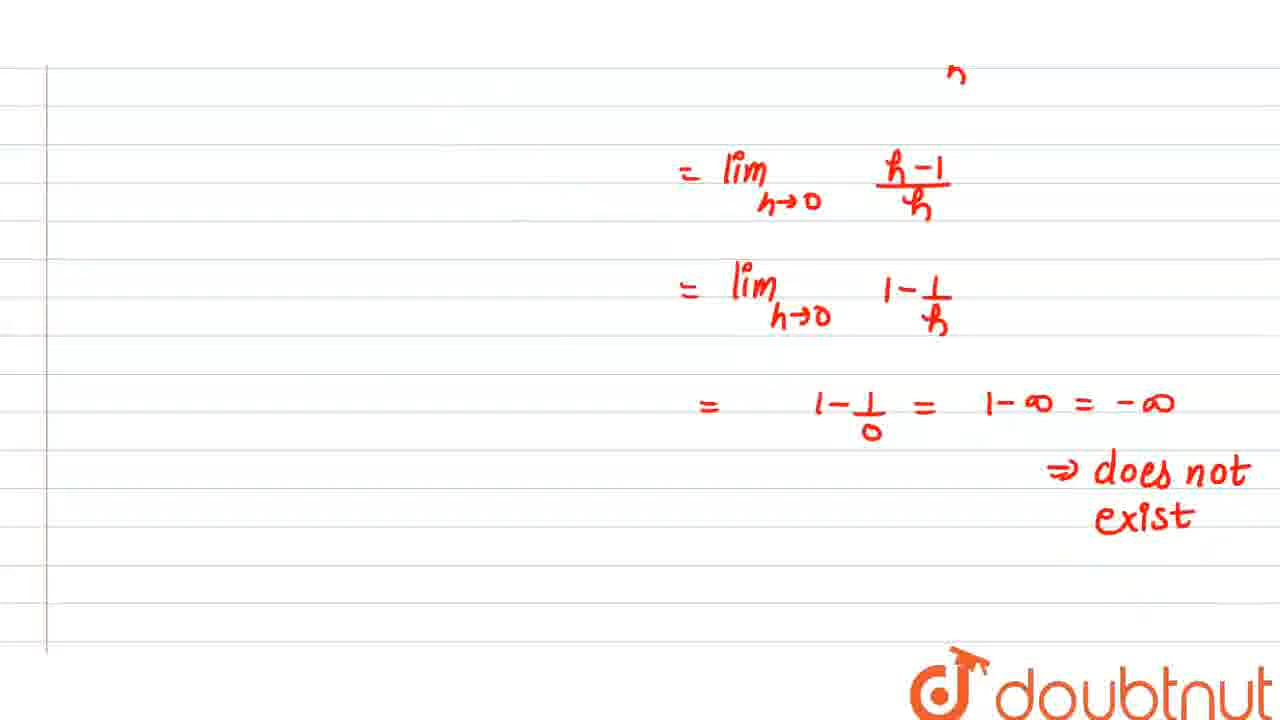 = lim h→0 h-1/h
= lim h→0 1-1/h
= 1-1/0 = 1-∞ = -∞
⇒ does not
exist
doubtnut